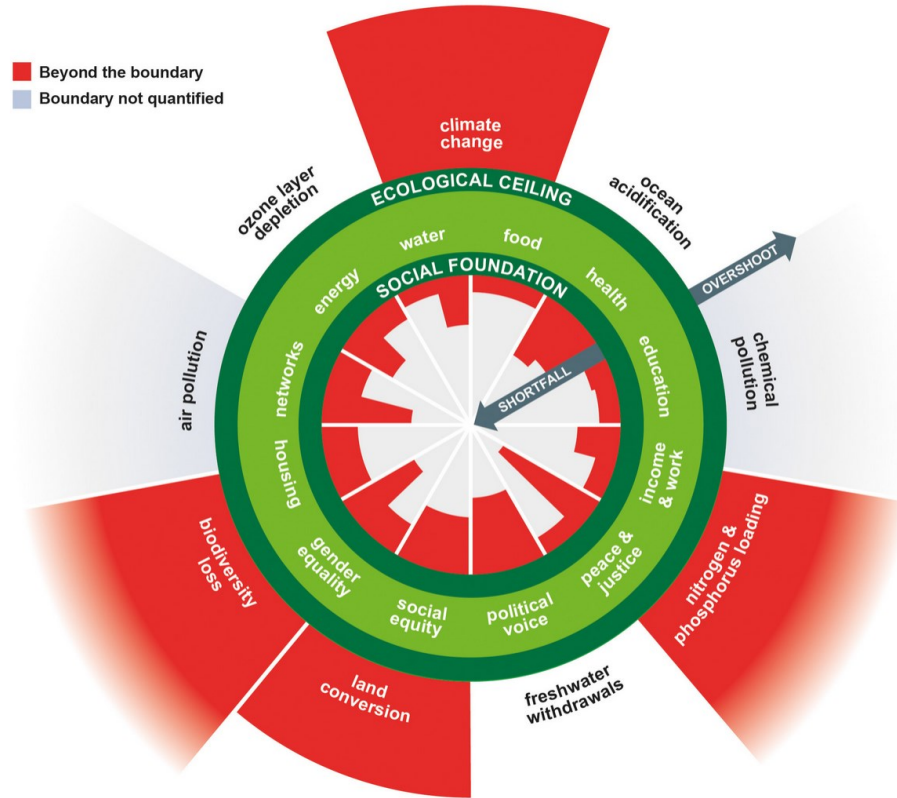 Beyond the boundary
Boundary not quantified
climate
change
ozone layer
depletion
ocean
acidification
ECOLOGICAL CEILING
OVERSHOOT
water
food
energy
health
SOCIAL FOUNDATION
air pollution
networks
education
chemical
pollution
SHORTFALL
housing
income
& work
biodiversity
loss
gender
equality
social
equity
political
voice
peace &
justice
nitrogen &
phosphorus loading
land
conversion
freshwater
withdrawals